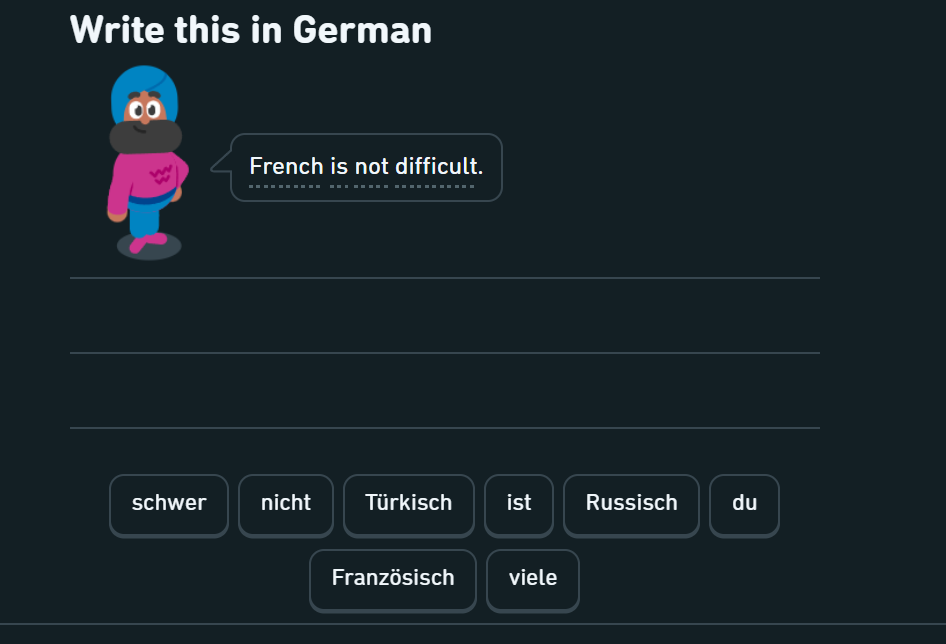 Write this in German
French is not difficult.
schwer nicht Türkisch ist Russisch du
Französisch viele